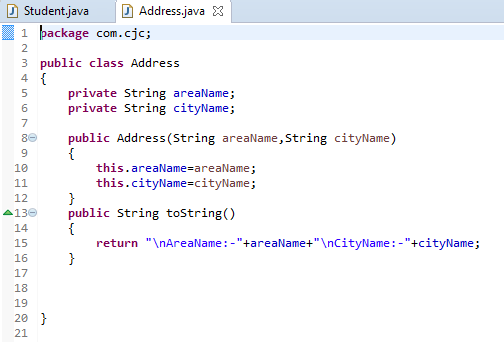 Student.java Address.java
1 package com.cjc;
2
3 public class Address
4 {
5 private String areaName;
6 private String cityName;
7
8 public Address(String areaName,String cityName)
9 {
10 this.areaName=areaName;
11 this.cityName=cityName;
12 }
13 public String toString()
14 {
15 return "\nAreaName:-"+areaName+"\nCityName:-"+cityName;
16 }
17
18
19
20 }
21